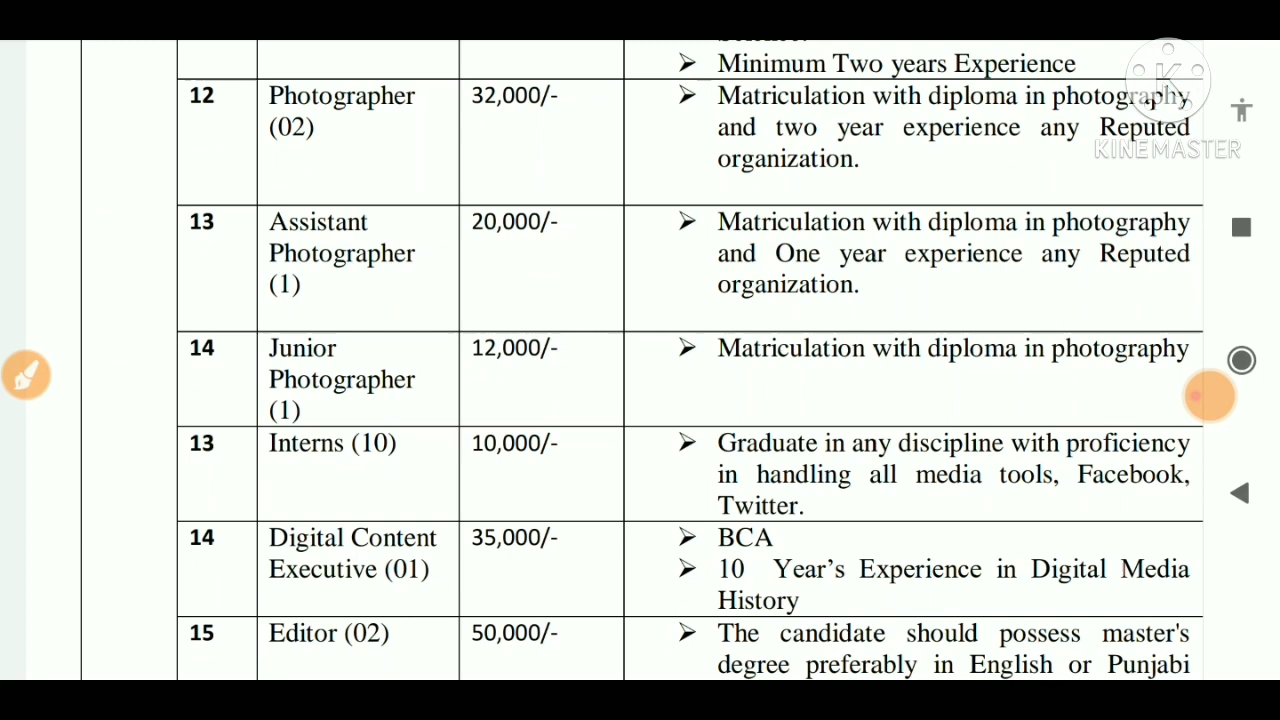 Minimum Two years Experience
12 Photographer (02) 32,000/- Matriculation with diploma in photography
and two year experience any Reputed
organization.
13 Assistant Photographer (1) 20,000/- Matriculation with diploma in photography
and One year experience any Reputed
organization.
14 Junior Photographer (1) 12,000/- Matriculation with diploma in photography
13 Interns (10) 10,000/- Graduate in any discipline with proficiency
in handling all media tools, Facebook,
Twitter.
14 Digital Content Executive (01) 35,000/- BCA
10 Year’s Experience in Digital Media
History
15 Editor (02) 50,000/- The candidate should possess master's
degree preferably in English or Punjabi
K
KINEMASTER